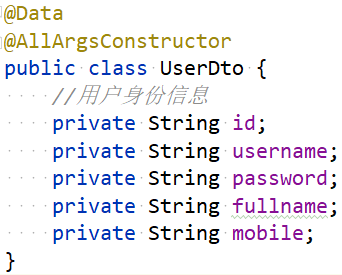 @Data
@AllArgsConstructor
public class UserDto {
    //用户身份信息
    private String id;
    private String username;
    private String password;
    private String fullname;
    private String mobile;
}